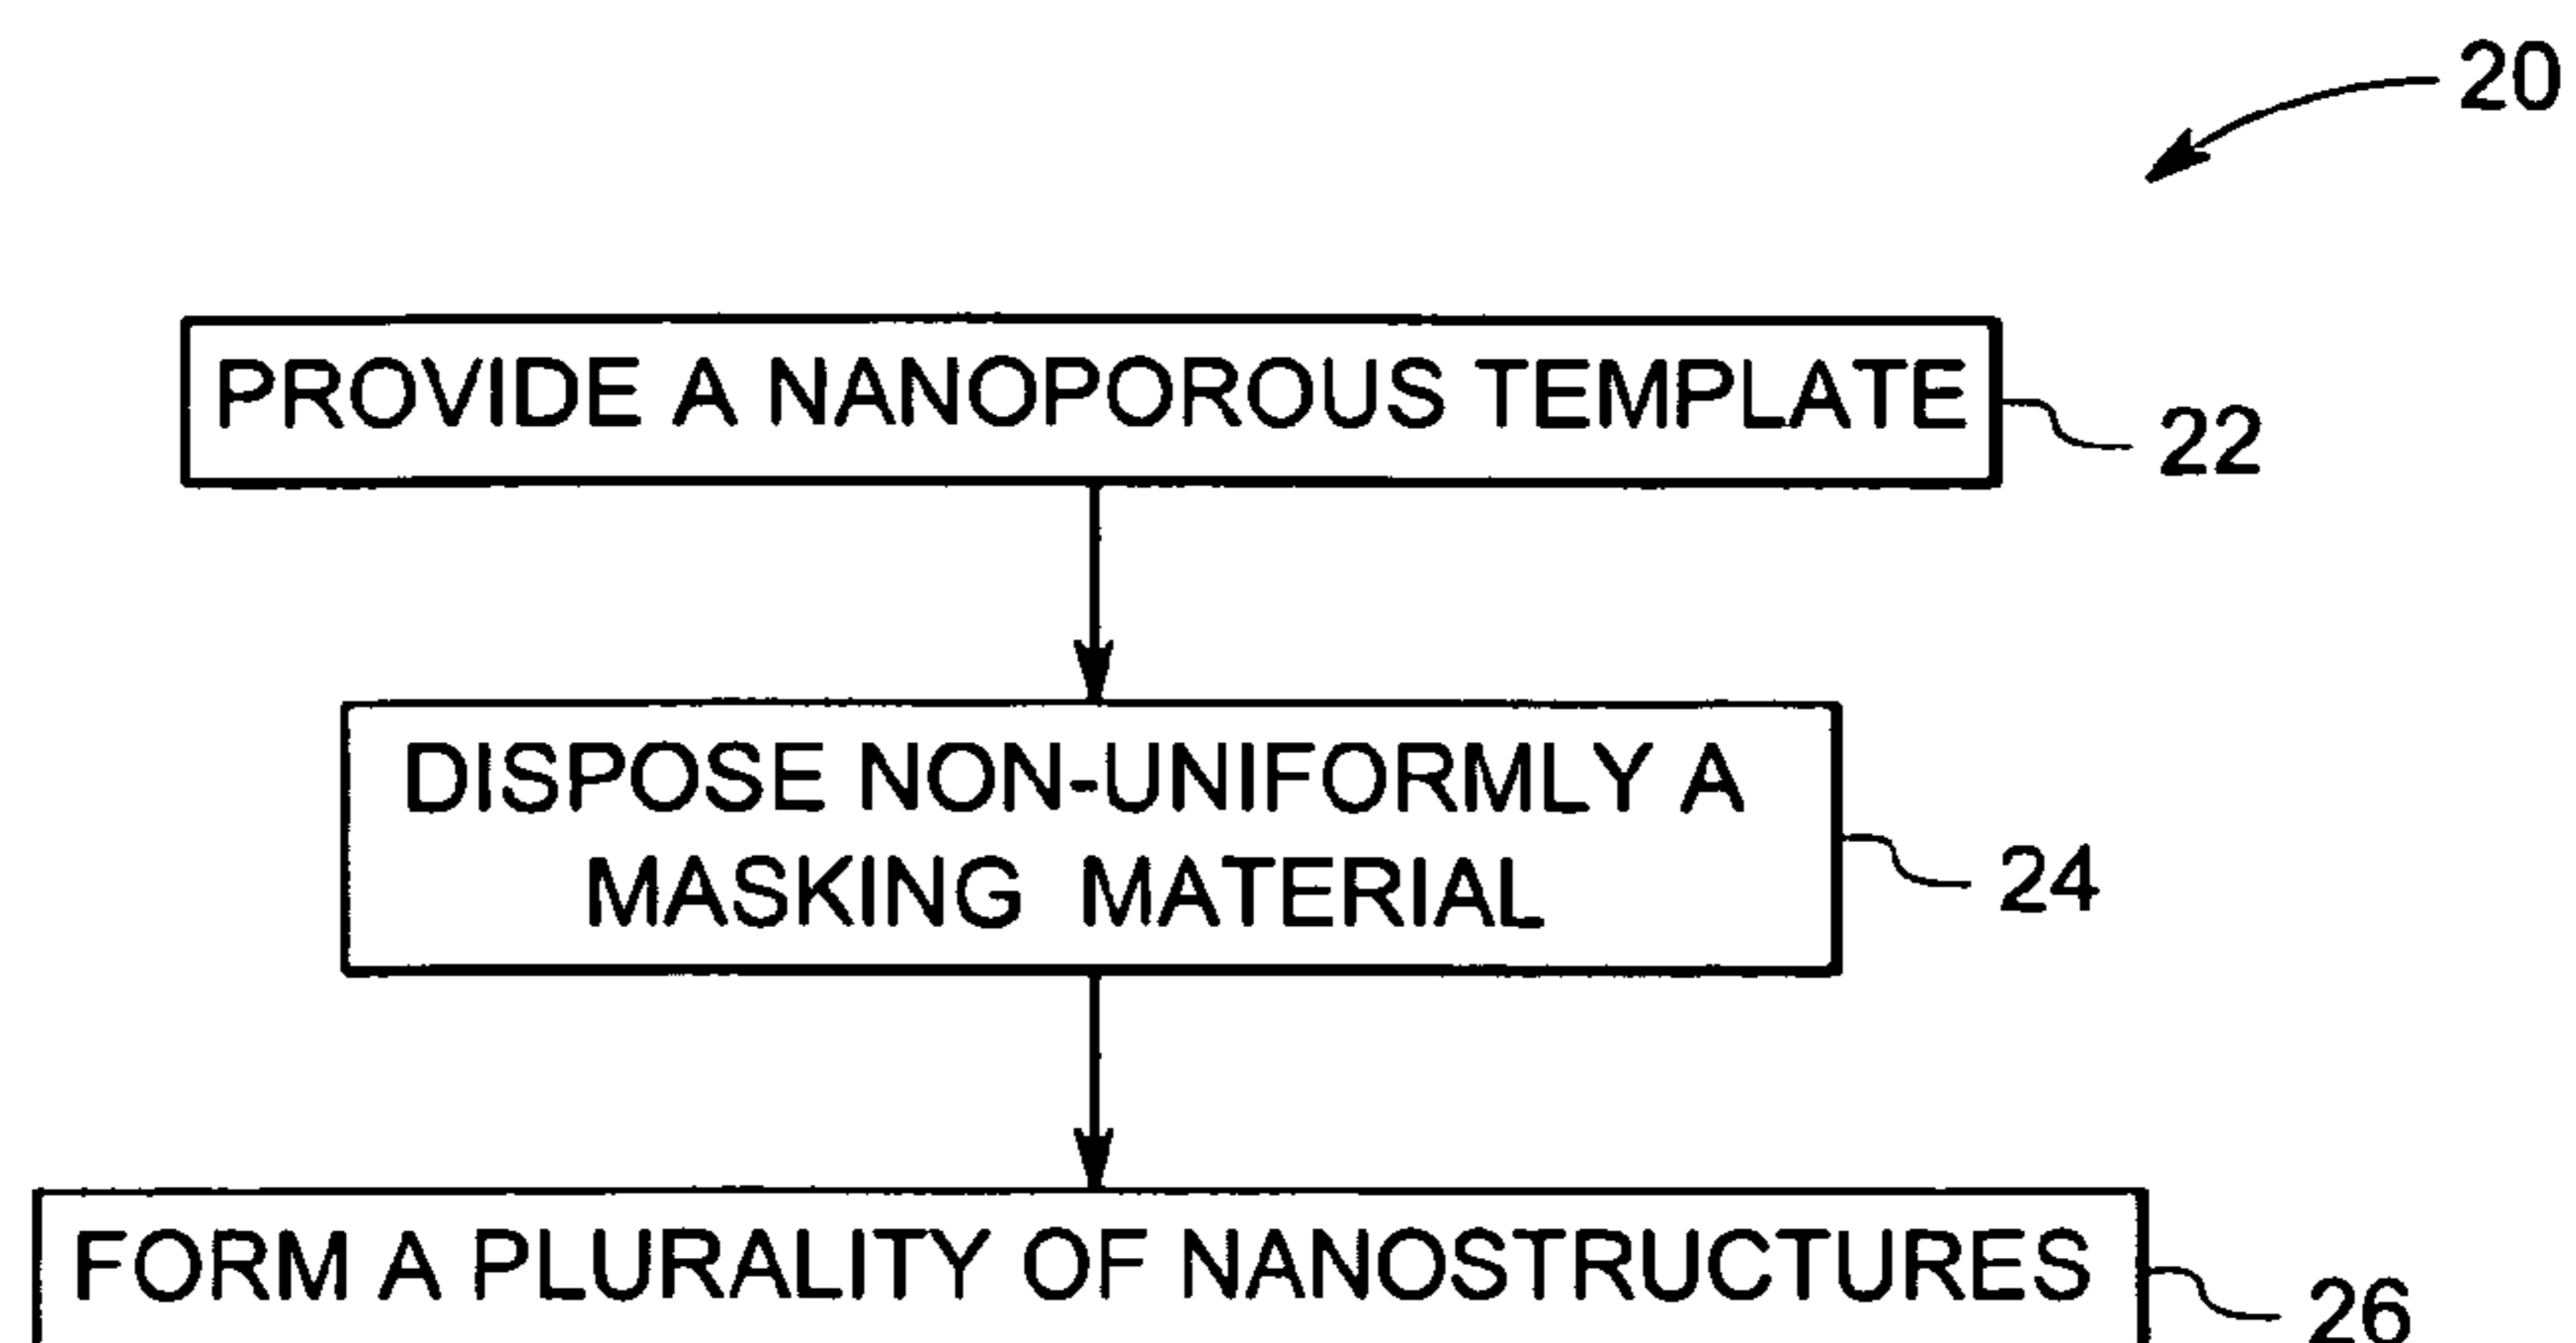 20
PROVIDE A NANOPOROUS TEMPLATE
22
DISPOSE NON-UNIFORMLY A
MASKING MATERIAL
24
FORM A PLURALITY OF NANOSTRUCTURES
26